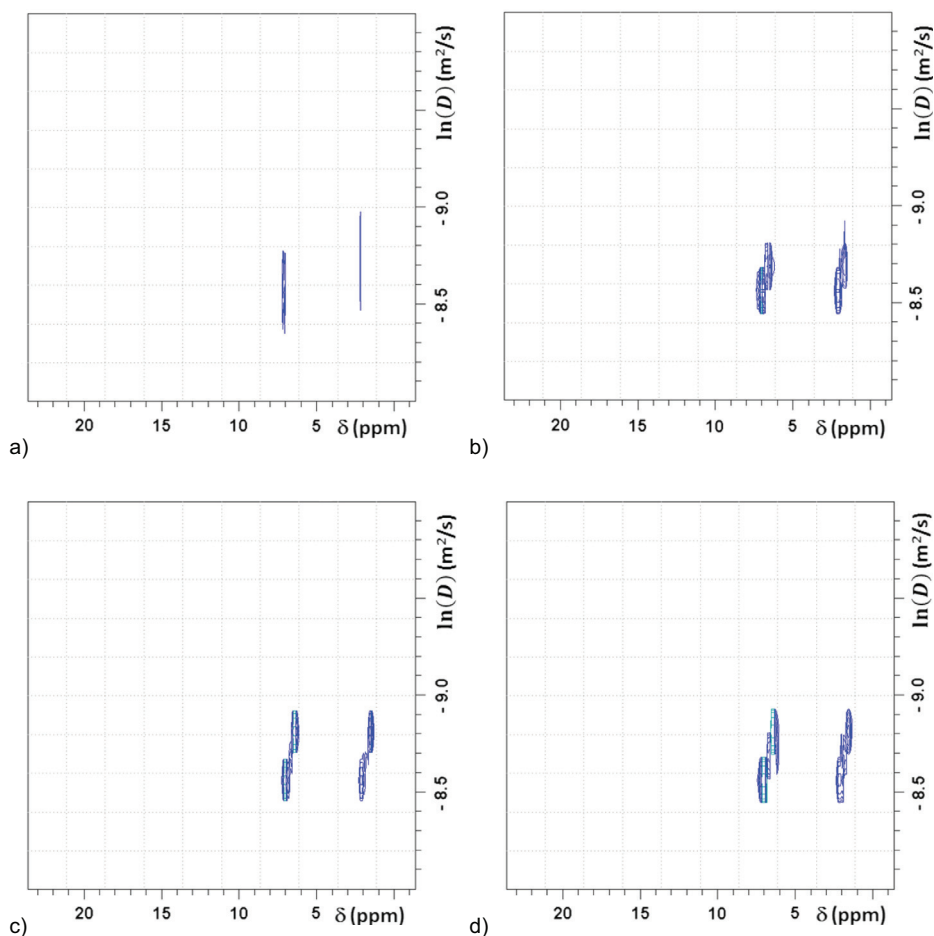 ln(D) (m²/s)
- 9.0
- 8.5
20 15 10 5 δ (ppm)
a)
ln(D) (m²/s)
- 9.0
- 8.5
20 15 10 5 δ (ppm)
b)
ln(D) (m²/s)
- 9.0
- 8.5
20 15 10 5 δ (ppm)
c)
ln(D) (m²/s)
- 9.0
- 8.5
20 15 10 5 δ (ppm)
d)